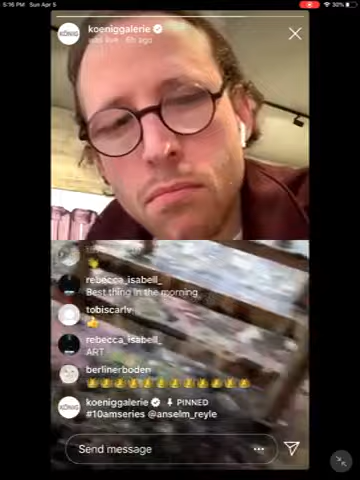 5:16 PM Sun Apr 5
30%
KÖNIG koeniggalerie
was live · 6h ago
rebecca_isabell_
Best thing in the morning
tobiscarlv
👍
rebecca_isabell_
ART
berlinerboden
KÖNIG koeniggalerie PINNED
#10amseries @anselm_reyle
Send message